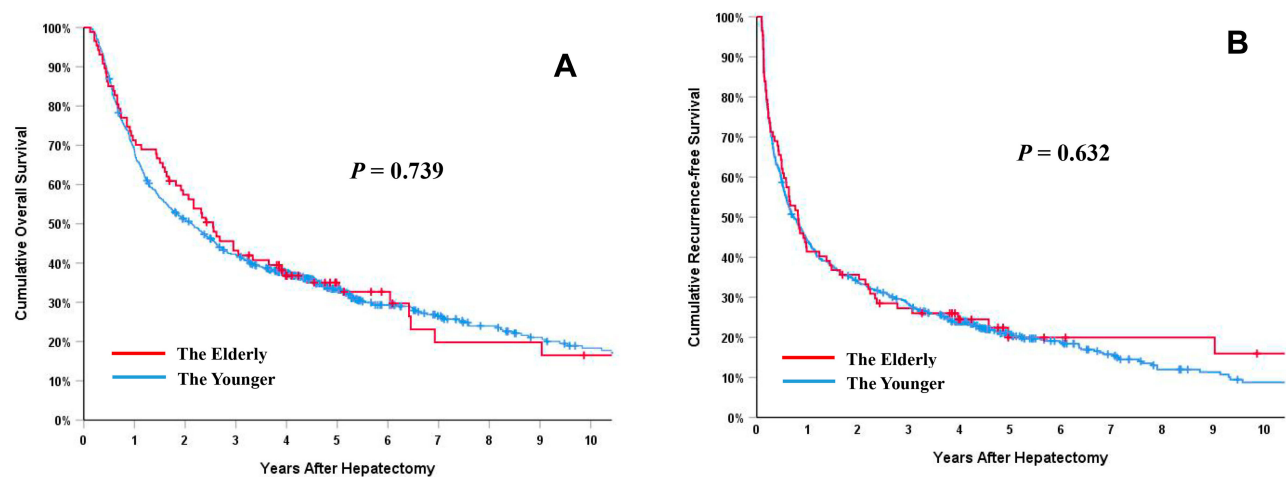 A
Cumulative Overall Survival
100%
90%
80%
70%
60%
50%
40%
30%
20%
10%
0%
P = 0.739
The Elderly
The Younger
0 1 2 3 4 5 6 7 8 9 10
Years After Hepatectomy
B
Cumulative Recurrence-free Survival
100%
90%
80%
70%
60%
50%
40%
30%
20%
10%
0%
P = 0.632
The Elderly
The Younger
0 1 2 3 4 5 6 7 8 9 10
Years After Hepatectomy